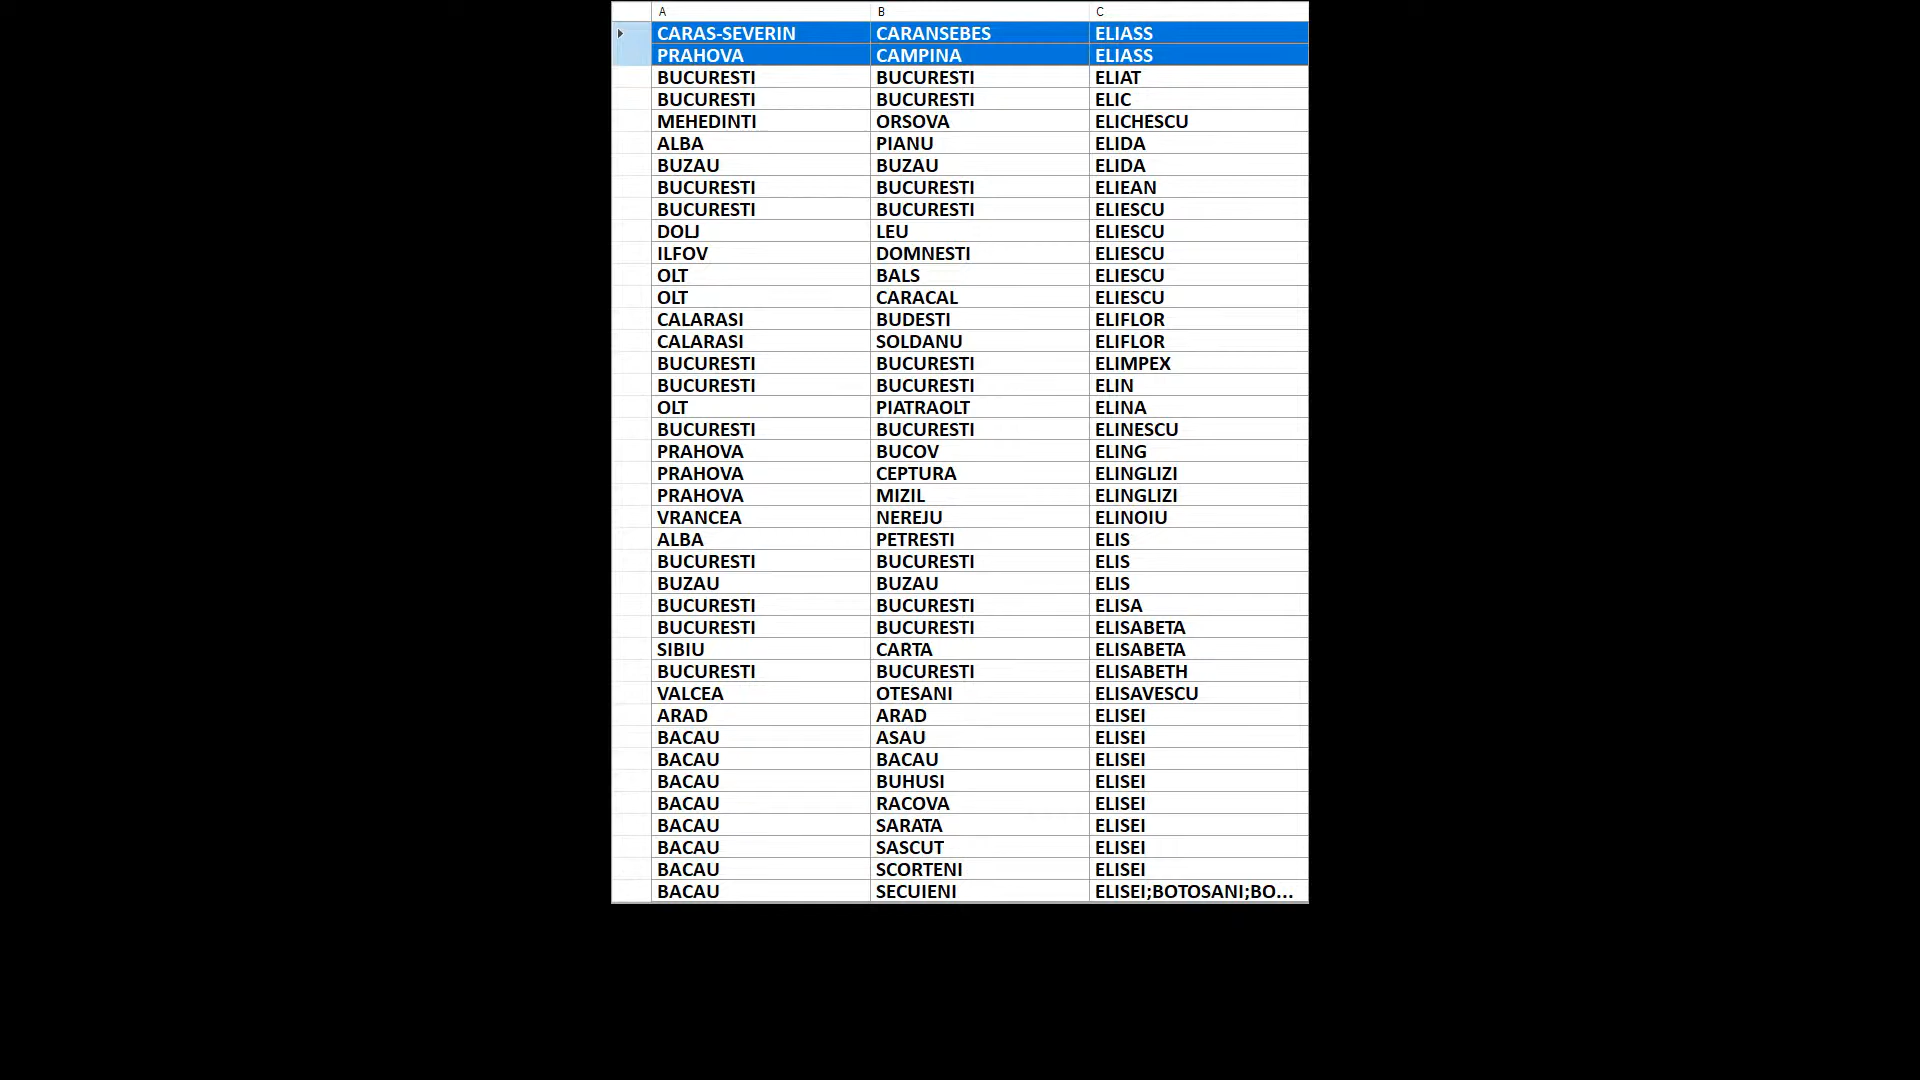 A B C
CARAS-SEVERIN CARANSEBES ELIASS
PRAHOVA CAMPINA ELIASS
BUCURESTI BUCURESTI ELIAT
BUCURESTI BUCURESTI ELIC
MEHEDINTI ORSOVA ELICHESCU
ALBA PIANU ELIDA
BUZAU BUZAU ELIDA
BUCURESTI BUCURESTI ELIEAN
BUCURESTI BUCURESTI ELIESCU
DOLJ LEU ELIESCU
ILFOV DOMNESTI ELIESCU
OLT BALS ELIESCU
OLT CARACAL ELIESCU
CALARASI BUDESTI ELIFLOR
CALARASI SOLDANU ELIFLOR
BUCURESTI BUCURESTI ELIMPEX
BUCURESTI BUCURESTI ELIN
OLT PIATRAOLT ELINA
BUCURESTI BUCURESTI ELINESCU
PRAHOVA BUCOV ELING
PRAHOVA CEPTURA ELINGLIZI
PRAHOVA MIZIL ELINGLIZI
VRANCEA NEREJU ELINOIU
ALBA PETRESTI ELIS
BUCURESTI BUCURESTI ELIS
BUZAU BUZAU ELIS
BUCURESTI BUCURESTI ELISA
BUCURESTI BUCURESTI ELISABETA
SIBIU CARTA ELISABETA
BUCURESTI BUCURESTI ELISABETH
VALCEA OTESANI ELISAVESCU
ARAD ARAD ELISEI
BACAU ASAU ELISEI
BACAU BACAU ELISEI
BACAU BUHUSI ELISEI
BACAU RACOVA ELISEI
BACAU SARATA ELISEI
BACAU SASCUT ELISEI
BACAU SCORTENI ELISEI
BACAU SECUIENI ELISEI;BOTOSANI;BO...